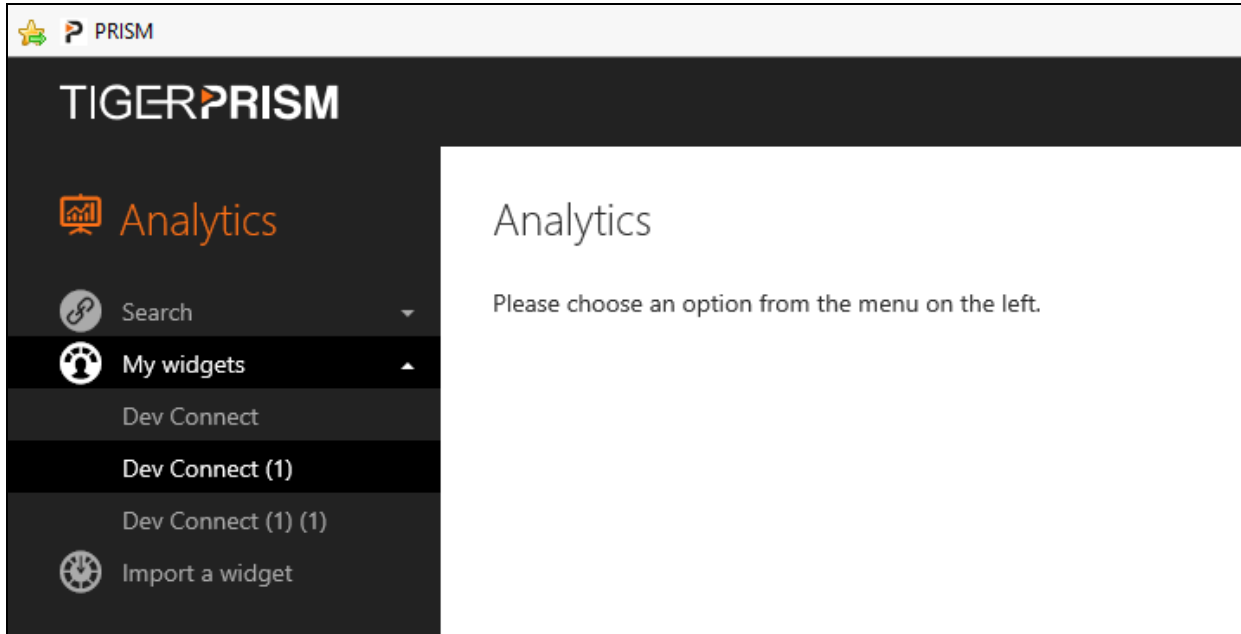 PRISM
TIGERPRISM
Analytics
Search
My widgets
Dev Connect
Dev Connect (1)
Dev Connect (1) (1)
Import a widget
Analytics
Please choose an option from the menu on the left.